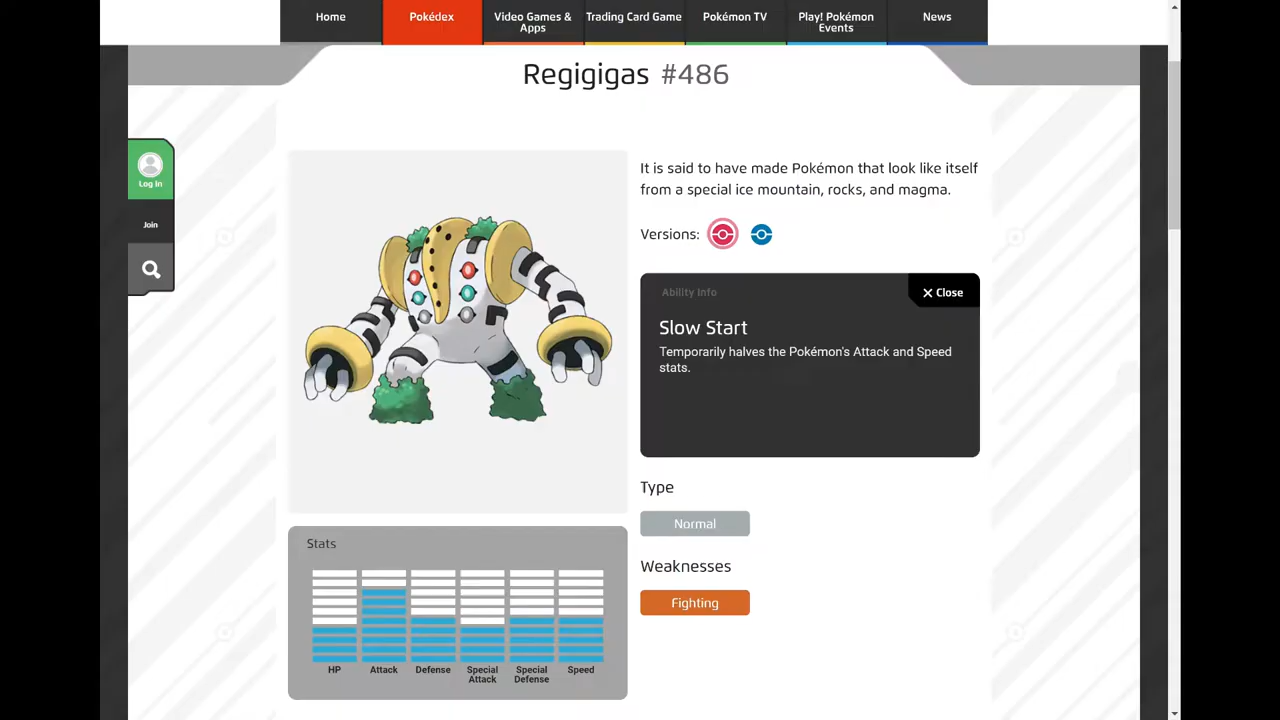 Home
Pokédex
Video Games &
Apps
Trading Card Game
Pokémon TV
Play! Pokémon
Events
News
Regigigas #486
Log In
Join
It is said to have made Pokémon that look like itself
from a special ice mountain, rocks, and magma.
Versions:
Ability Info
Close
Slow Start
Temporarily halves the Pokémon's Attack and Speed
stats.
Type
Normal
Weaknesses
Fighting
Stats
HP
Attack
Defense
Special
Attack
Special
Defense
Speed